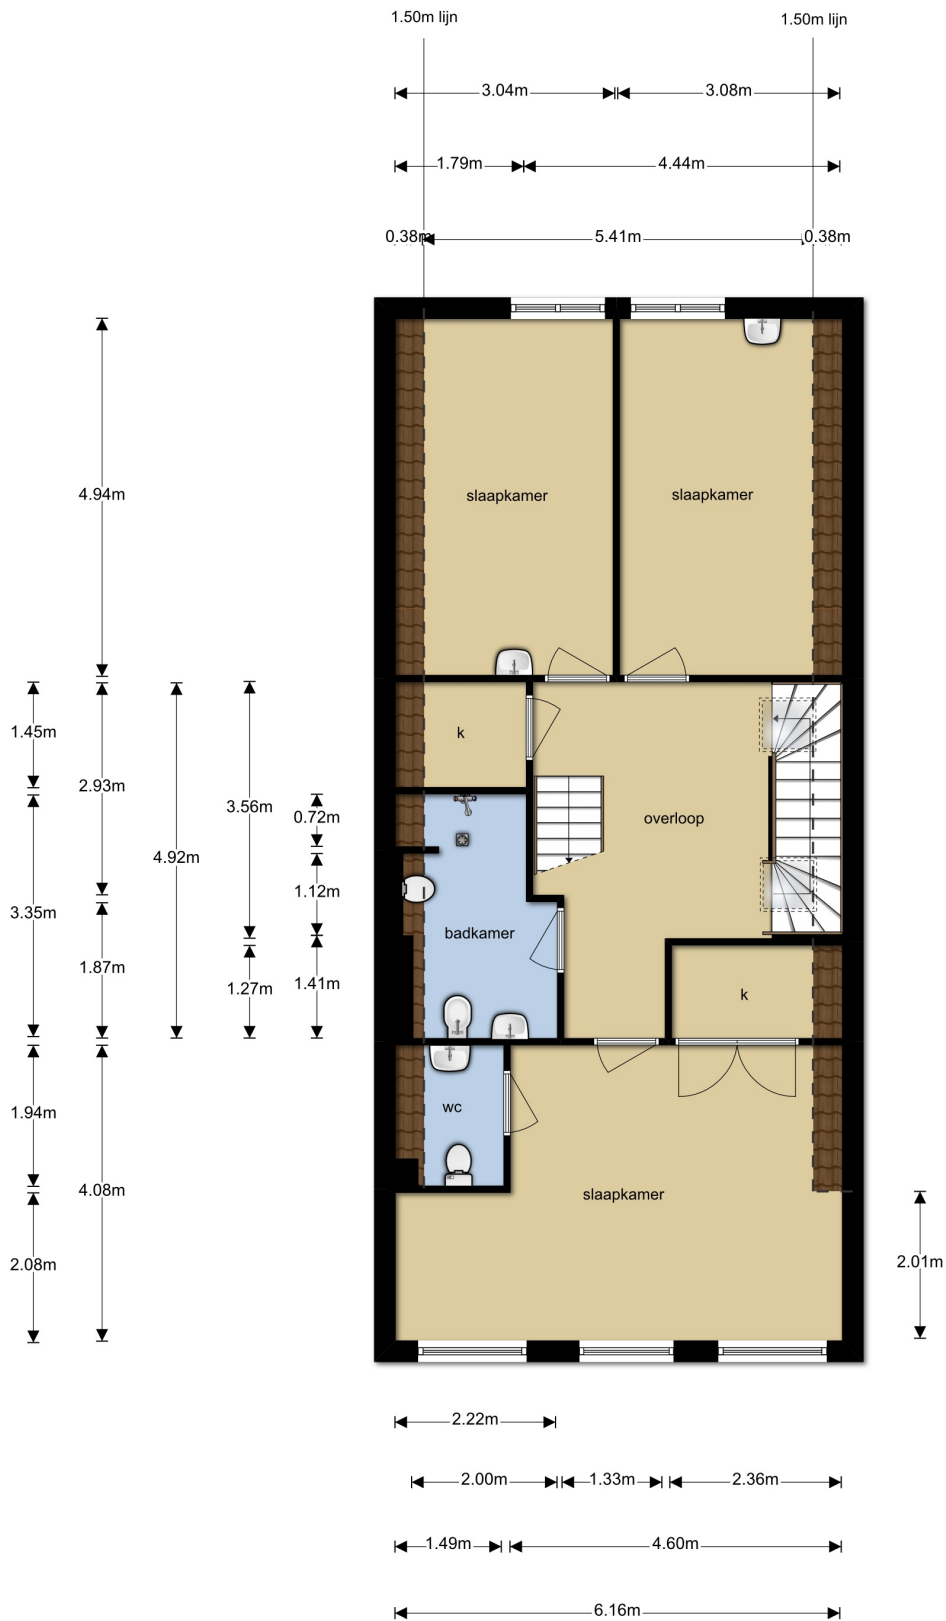 1.50m lijn
1.50m lijn
3.04m
3.08m
1.79m
4.44m
0.38m
5.41m
0.38m
4.94m
slaapkamer
slaapkamer
1.45m
k
2.93m
3.56m
0.72m
overloop
4.92m
1.12m
3.35m
badkamer
1.87m
1.41m
1.27m
k
1.94m
wc
4.08m
slaapkamer
2.08m
2.01m
2.22m
2.00m
1.33m
2.36m
1.49m
4.60m
6.16m